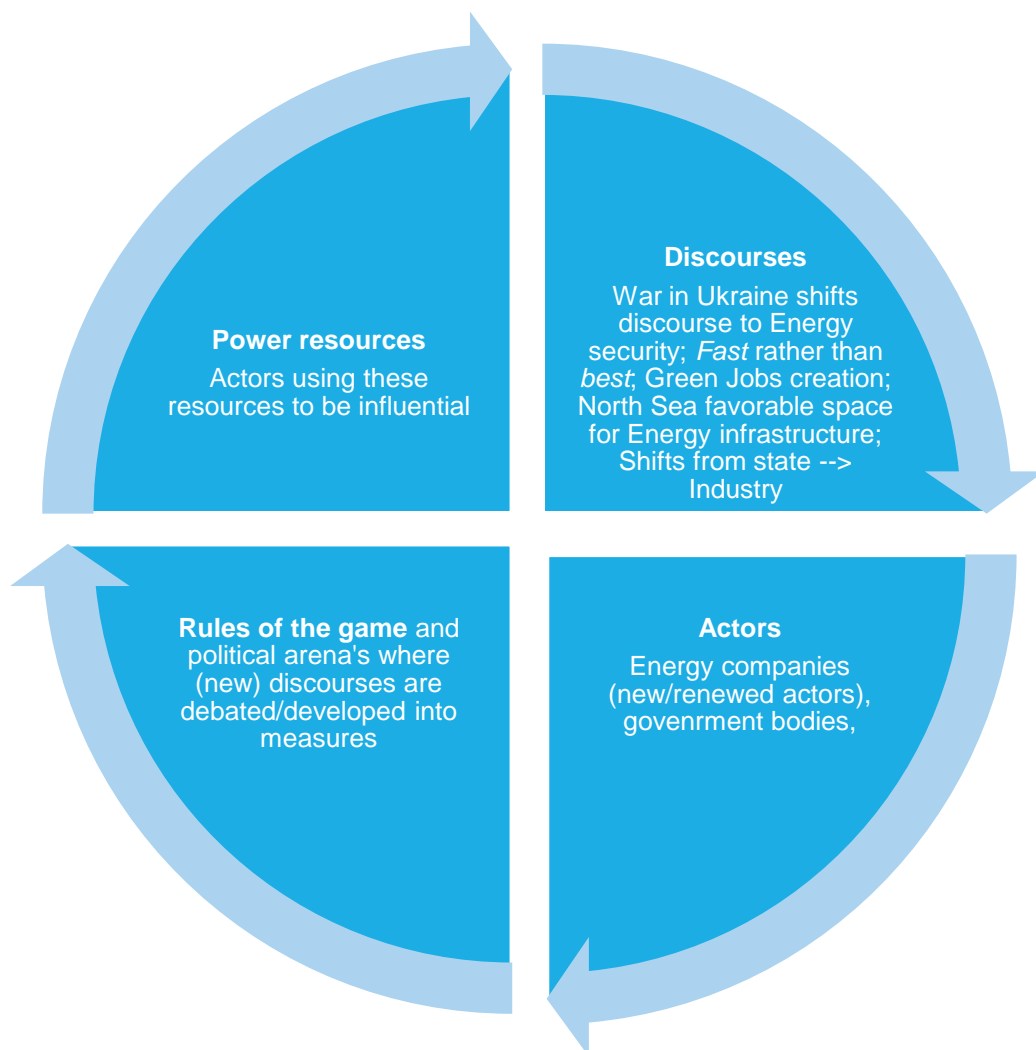 Power resources
Actors using these
resources to be influential
Discourses
War in Ukraine shifts
discourse to Energy
security; Fast rather than
best; Green Jobs creation;
North Sea favorable space
for Energy infrastructure;
Shifts from state -->
Industry
Rules of the game and
political arena's where
(new) discourses are
debated/developed into
measures
Actors
Energy companies
(new/renewed actors),
govenrment bodies,